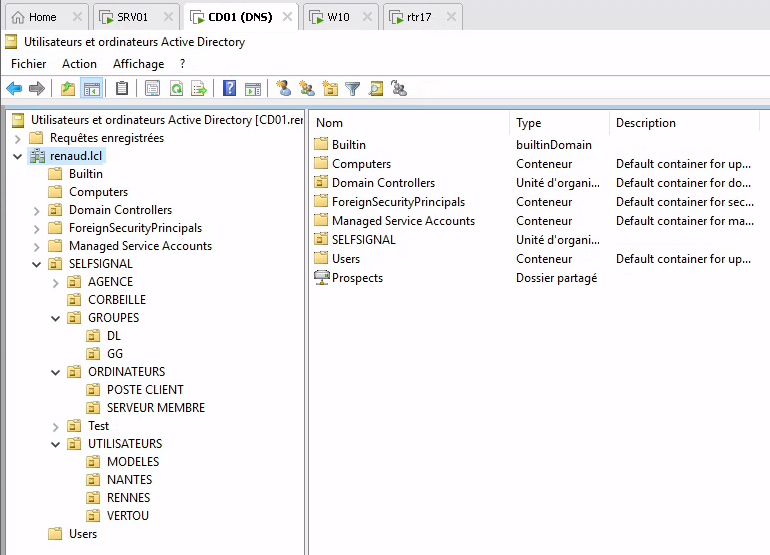 Home SRV01 CD01 (DNS) W10 rtr17
Utilisateurs et ordinateurs Active Directory
Fichier Action Affichage ?
Utilisateurs et ordinateurs Active Directory [CD01.rer
Requêtes enregistrées
renaud.lcl
Builtin
Computers
Domain Controllers
ForeignSecurityPrincipals
Managed Service Accounts
SELFSIGNAL
AGENCE
CORBEILLE
GROUPES
DL
GG
ORDINATEURS
POSTE CLIENT
SERVEUR MEMBRE
Test
UTILISATEURS
MODELES
NANTES
RENNES
VERTOU
Users
Nom Type Description
Builtin builtinDomain
Computers Conteneur Default container for up...
Domain Controllers Unité d'organi... Default container for do...
ForeignSecurityPrincipals Conteneur Default container for sec...
Managed Service Accounts Conteneur Default container for ma...
SELFSIGNAL Unité d'organi...
Users Conteneur Default container for up...
Prospects Dossier partagé